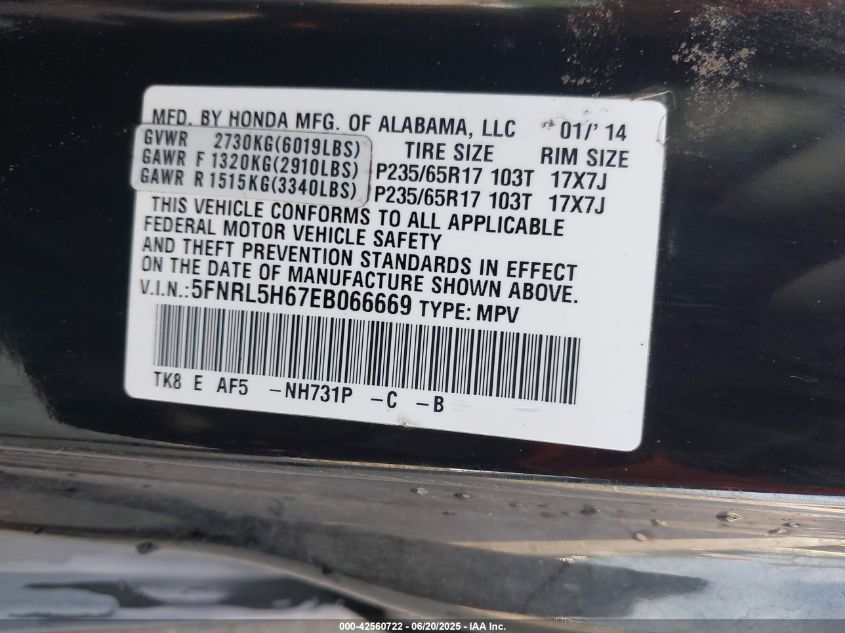 MFD. BY HONDA MFG. OF ALABAMA, LLC 01/'14
GVWR 2730KG(6019LBS) TIRE SIZE RIM SIZE
GAWR F 1320KG(2910LBS) P235/65R17 103T 17X7J
GAWR R 1515KG(3340LBS) P235/65R17 103T 17X7J
THIS VEHICLE CONFORMS TO ALL APPLICABLE
FEDERAL MOTOR VEHICLE SAFETY
AND THEFT PREVENTION STANDARDS IN EFFECT
ON THE DATE OF MANUFACTURE SHOWN ABOVE.
V.I.N.:5FNRL5H67EB066669 TYPE: MPV
TK8 E AF5 -NH731P -C -B
000-42560722 - 06/20/2025 - IAA Inc.